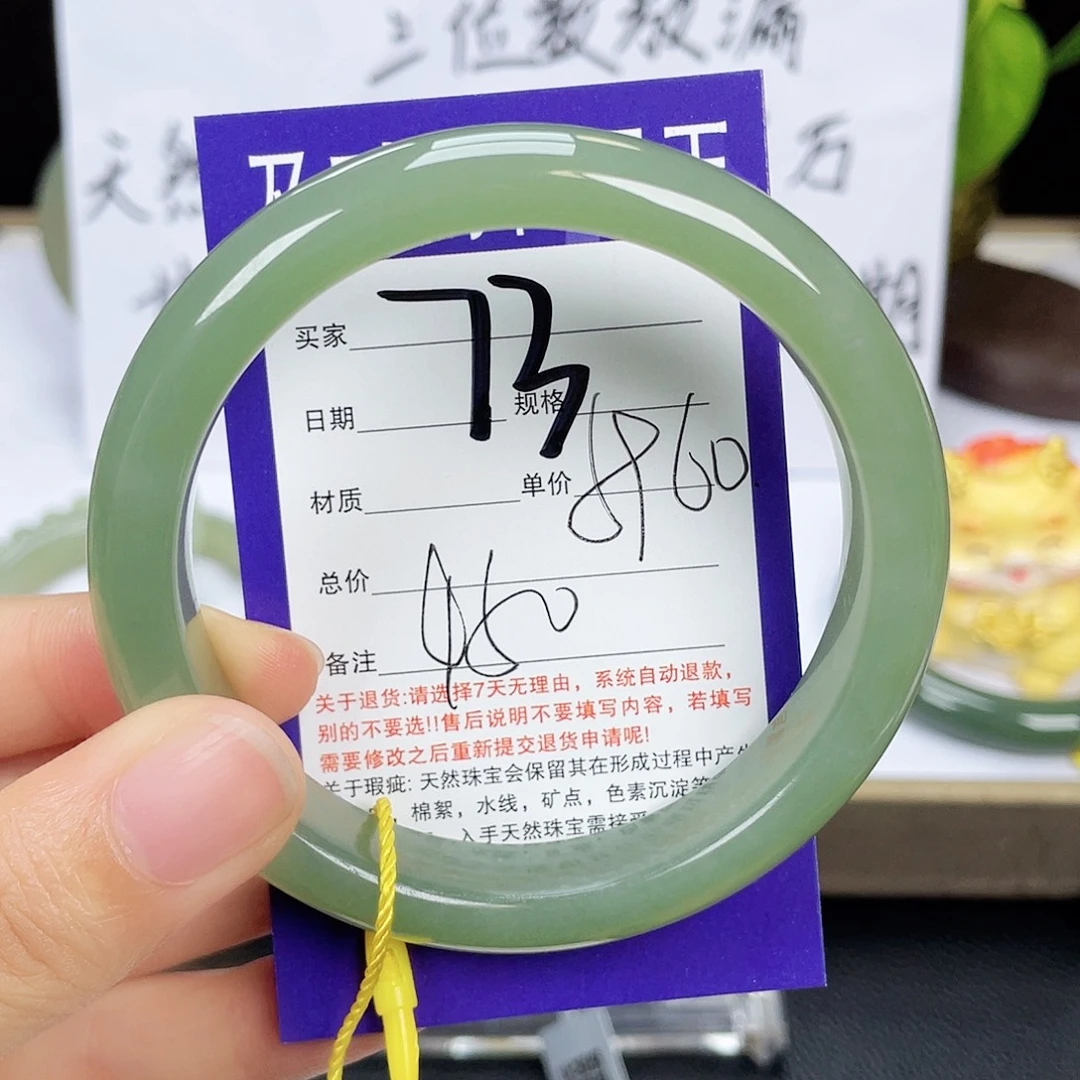 三位数放漏
天然
万
期
73
买家
日期 规格
材质 单价
总价
备注
关于退货:请选择7天无理由，系统自动退款，
别的不要选!!售后说明不要填写内容，若填写
需要修改之后重新提交退货申请呢!
关于瑕疵: 天然珠宝会保留其在形成过程中产生
棉絮，水线，矿点，色素沉淀等
入手天然珠宝需接受